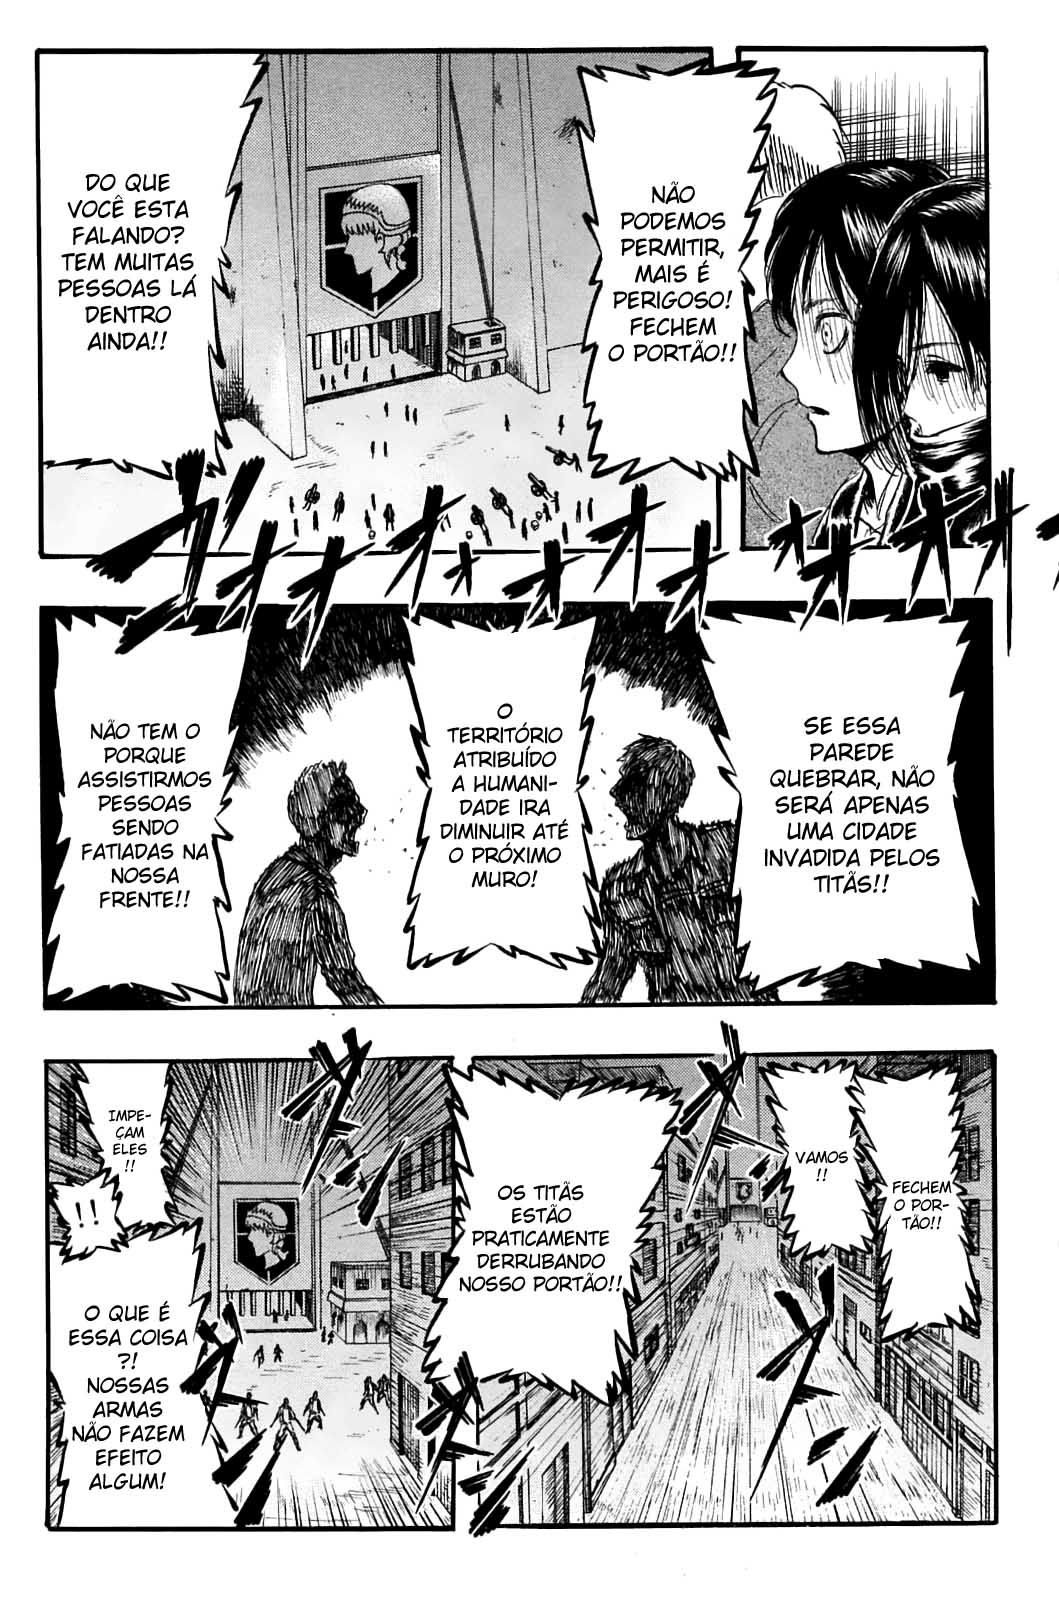 NÃO
PODEMOS
PERMITIR,
MAIS É
PERIGOSO!
FECHEM
O PORTÃO!!
DO QUE
VOCÊ ESTA
FALANDO?
TEM MUITAS
PESSOAS LÁ
DENTRO
AINDA!!
SE ESSA
PAREDE
QUEBRAR, NÃO
SERÁ APENAS
UMA CIDADE
INVADIDA PELOS
TITÃS!!
O
TERRITÓRIO
ATRIBUÍDO
A HUMANI-
DADE IRA
DIMINUIR ATÉ
O PRÓXIMO
MURO!
NÃO TEM O
PORQUE
ASSISTIRMOS
PESSOAS
SENDO
FATIADAS NA
NOSSA
FRENTE!!
FECHEM
O POR-
TÃO!!
VAMOS
!!
OS TITÃS
ESTÃO
PRATICAMENTE
DERRUBANDO
NOSSO PORTÃO!!
IMPE-
ÇAM
ELES
!!
!!
O QUE É
ESSA COISA
?!
NOSSAS
ARMAS
NÃO FAZEM
EFEITO
ALGUM!